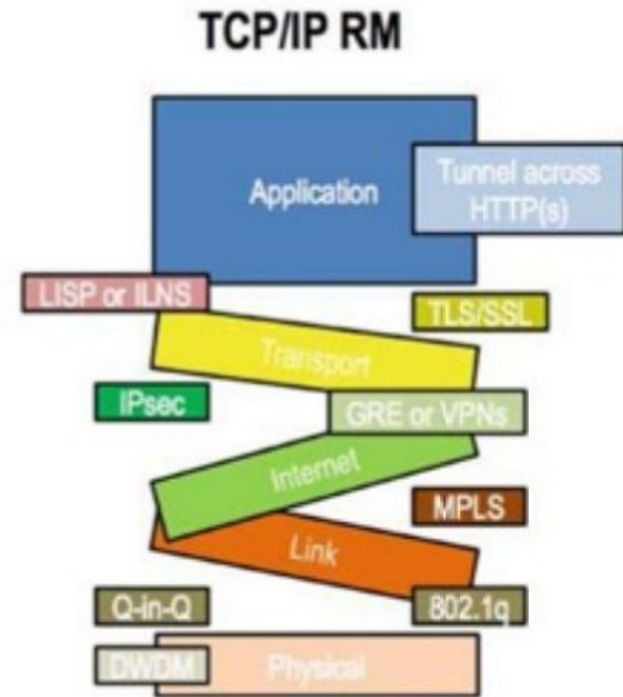 TCP/IP RM
Application
Tunnel across
HTTP(s)
LISP or ILNS
TLS/SSL
Transport
IPsec
GRE or VPNs
Internet
MPLS
Link
Q-in-Q
802.1q
DWDM
Physical